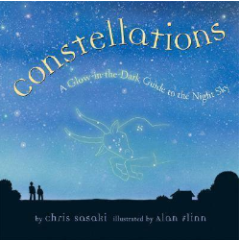 constellations
A Glow-in-the-Dark Guide to the Night Sky
by chris sasaki illustrated by Alan flinn